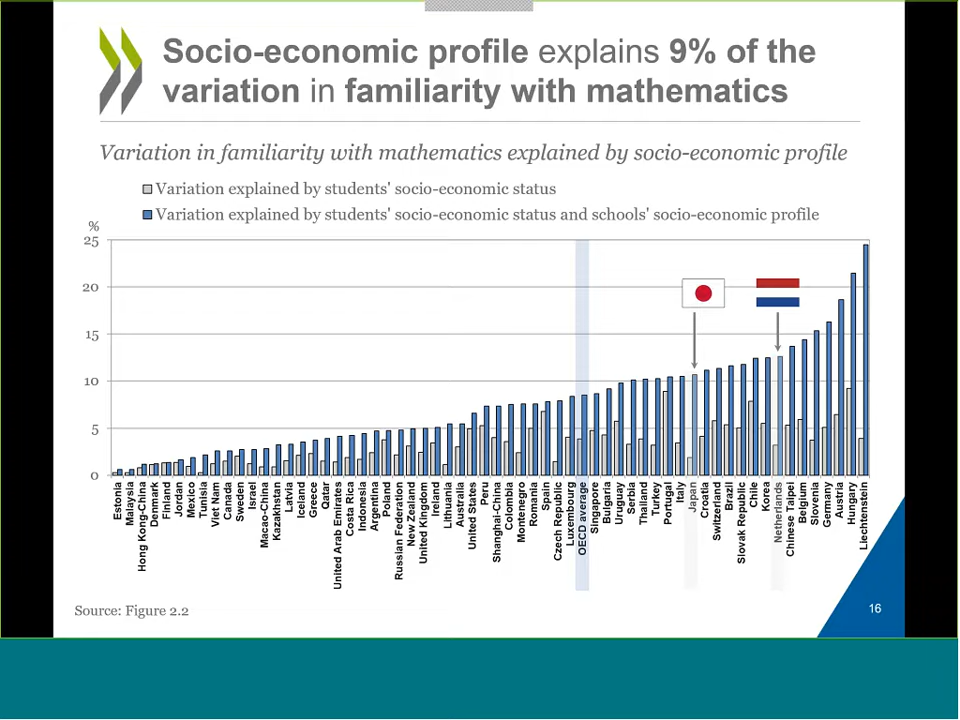 Socio-economic profile explains 9% of the
variation in familiarity with mathematics
Variation in familiarity with mathematics explained by socio-economic profile
Variation explained by students' socio-economic status
Variation explained by students' socio-economic status and schools' socio-economic profile
%
25
20
15
10
5
0
Estonia
Malaysia
Hong Kong-China
Denmark
Finland
Jordan
Mexico
Tunisia
Viet Nam
Canada
Sweden
Israel
Macao-China
Kazakhstan
Latvia
Iceland
Greece
Qatar
United Arab Emirates
Costa Rica
Indonesia
Argentina
Poland
Russian Federation
New Zealand
United Kingdom
Ireland
Lithuania
Australia
United States
Peru
Shanghai-China
Colombia
Montenegro
Romania
Spain
Czech Republic
Luxembourg
OECD average
Singapore
Bulgaria
Uruguay
Serbia
Thailand
Turkey
Portugal
Italy
Japan
Croatia
Switzerland
Brazil
Slovak Republic
Chile
Korea
Netherlands
Chinese Taipei
Belgium
Slovenia
Germany
Austria
Hungary
Liechtenstein
Source: Figure 2.2
16